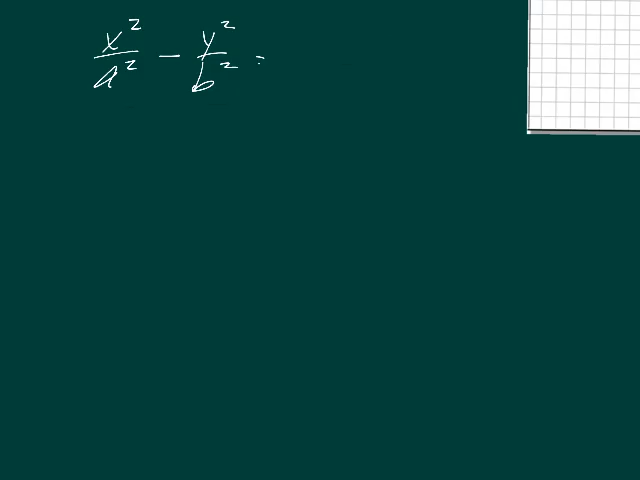 x²/a² − y²/b² =